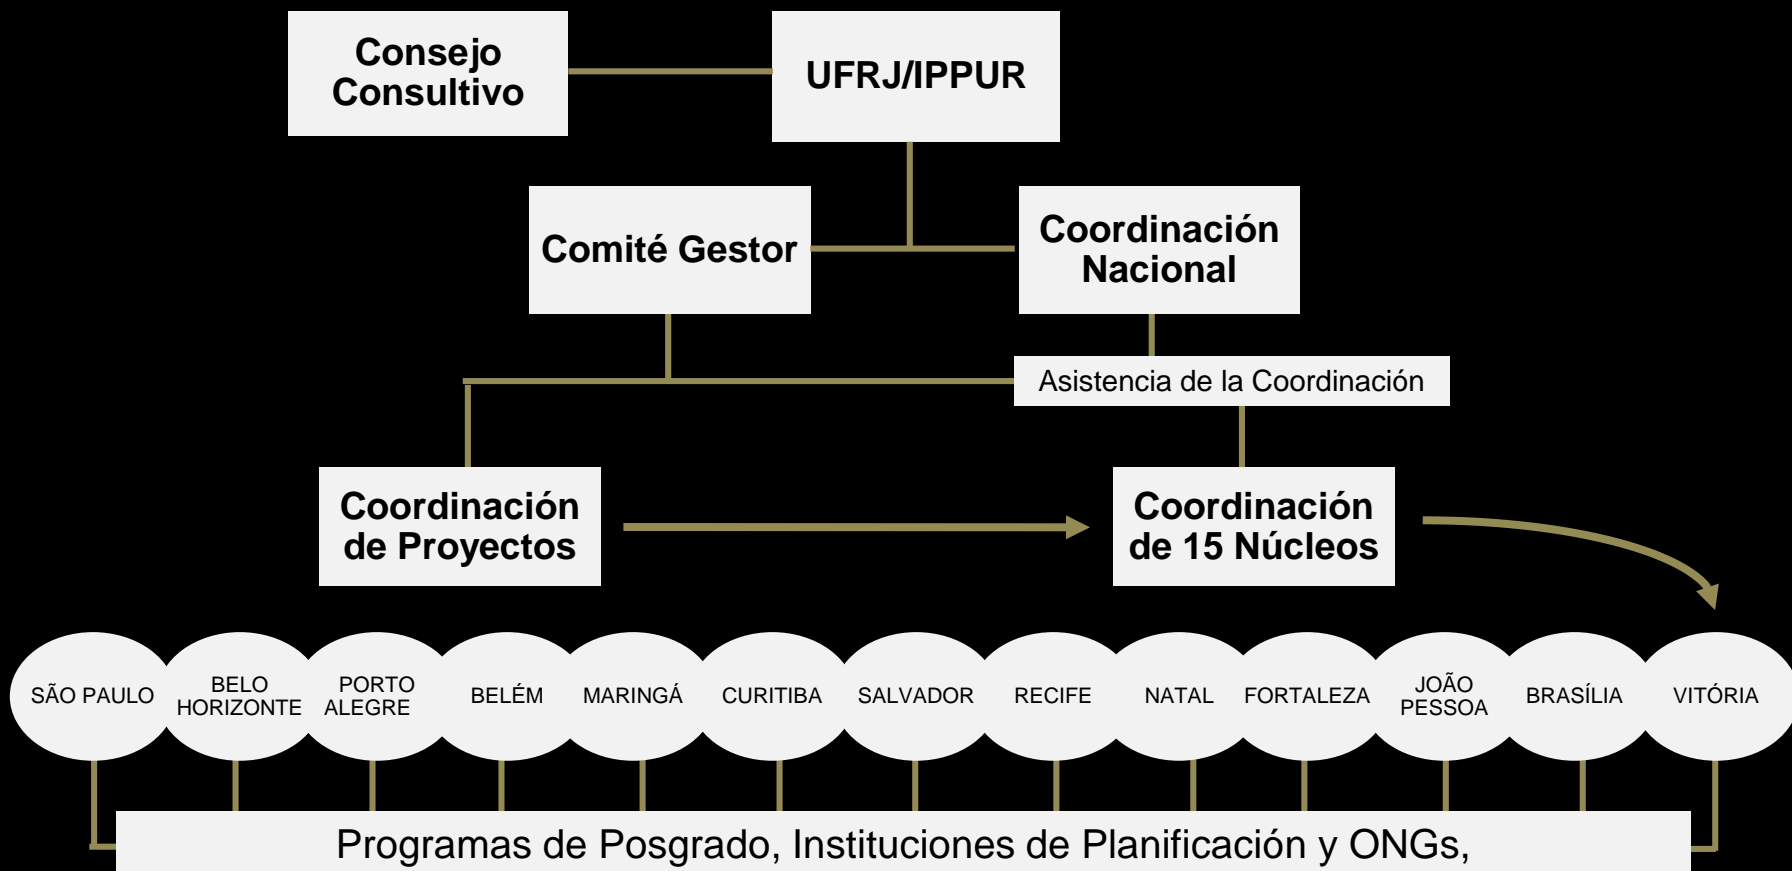 Consejo
Consultivo
UFRJ/IPPUR
Comité Gestor
Coordinación
Nacional
Asistencia de la Coordinación
Coordinación
de Proyectos
Coordinación
de 15 Núcleos
SÃO PAULO
BELO
HORIZONTE
PORTO
ALEGRE
BELÉM
MARINGÁ
CURITIBA
SALVADOR
RECIFE
NATAL
FORTALEZA
JOÃO
PESSOA
BRASÍLIA
VITÓRIA
Programas de Posgrado, Instituciones de Planificación y ONGs,